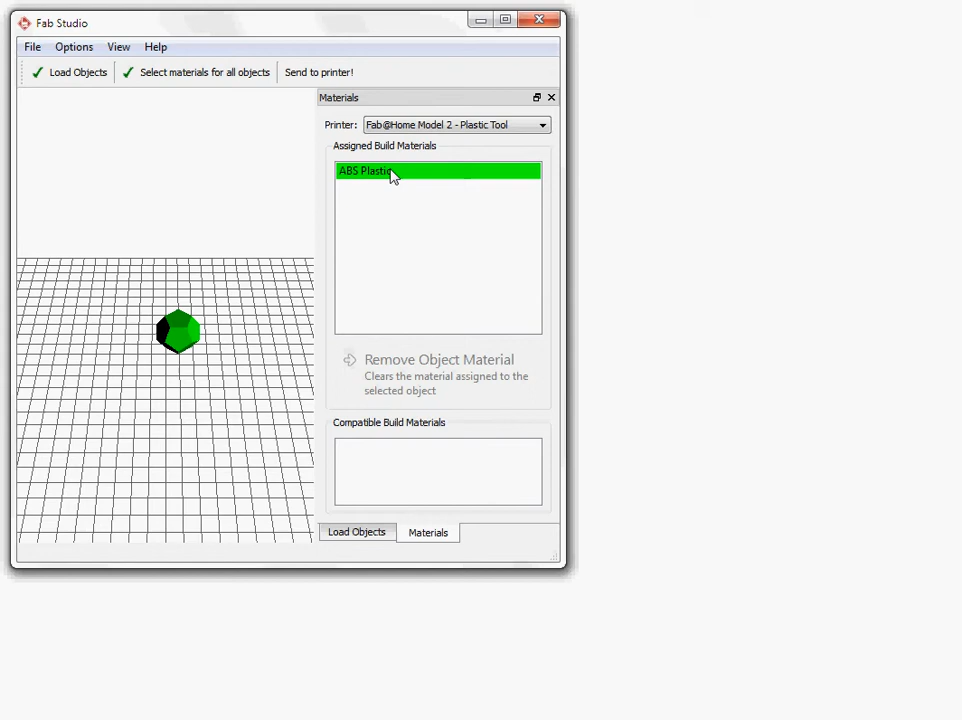 Fab Studio
File Options View Help
Load Objects Select materials for all objects Send to printer!
Materials
Printer: Fab@Home Model 2 - Plastic Tool
Assigned Build Materials
ABS Plastic
Remove Object Material
Clears the material assigned to the
selected object
Compatible Build Materials
Load Objects Materials